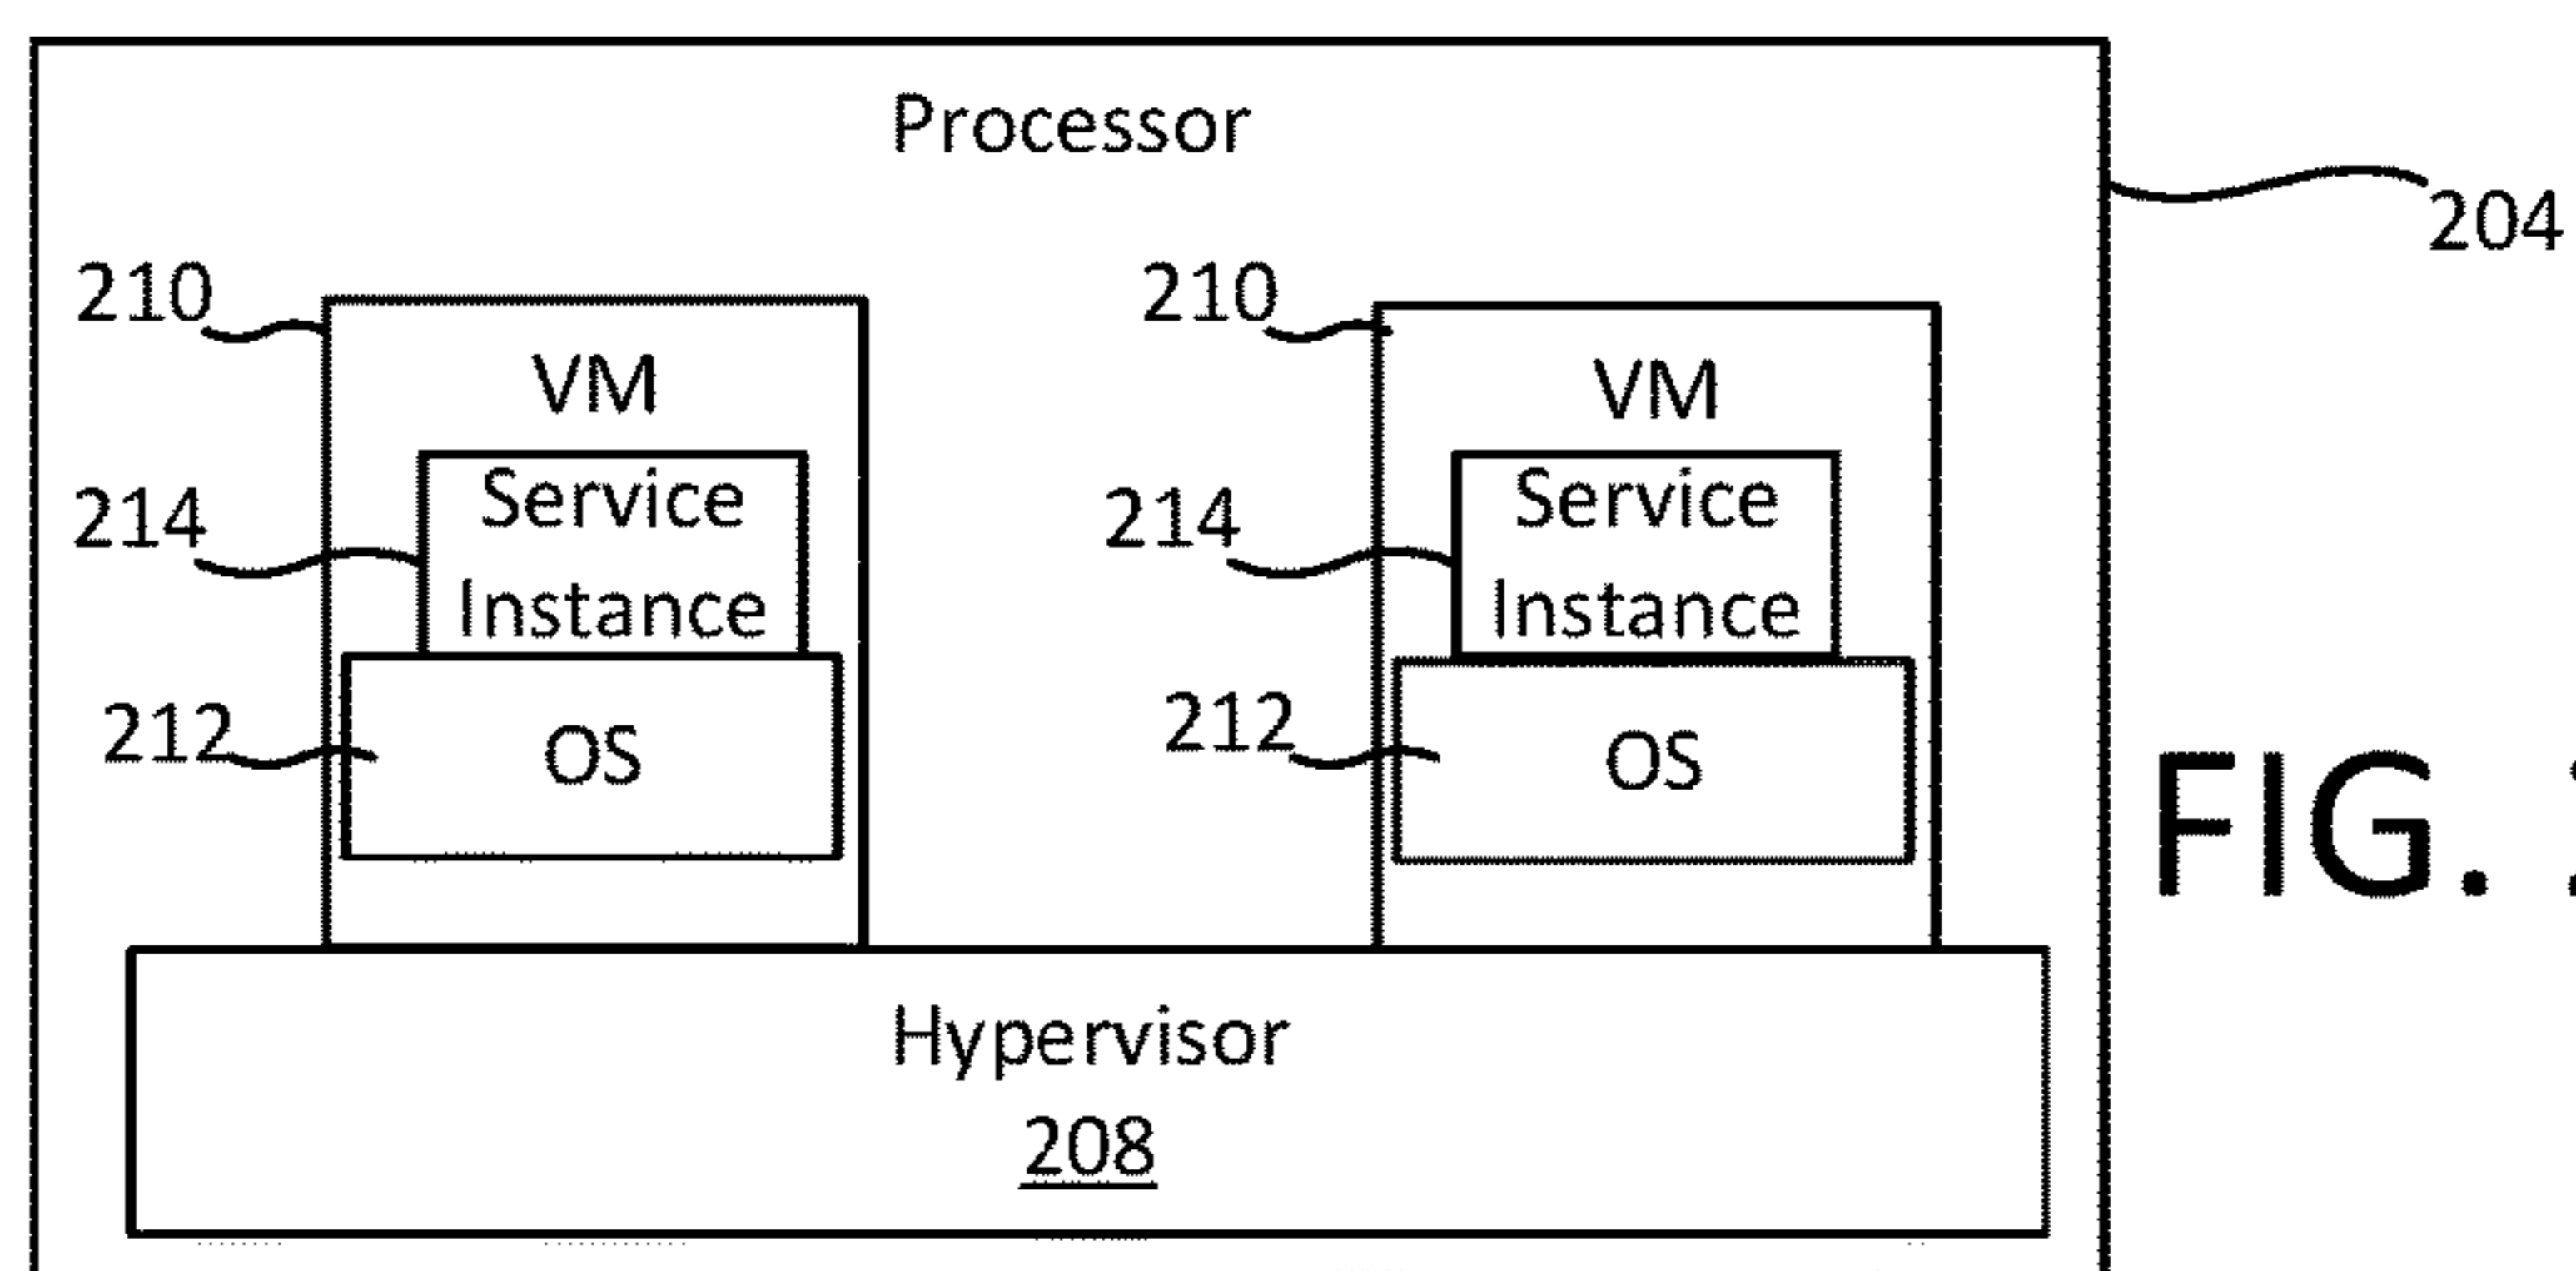 Processor
204
210
210
VM
VM
214
Service
Instance
214
Service
Instance
212
OS
212
OS
FIG.
Hypervisor
208